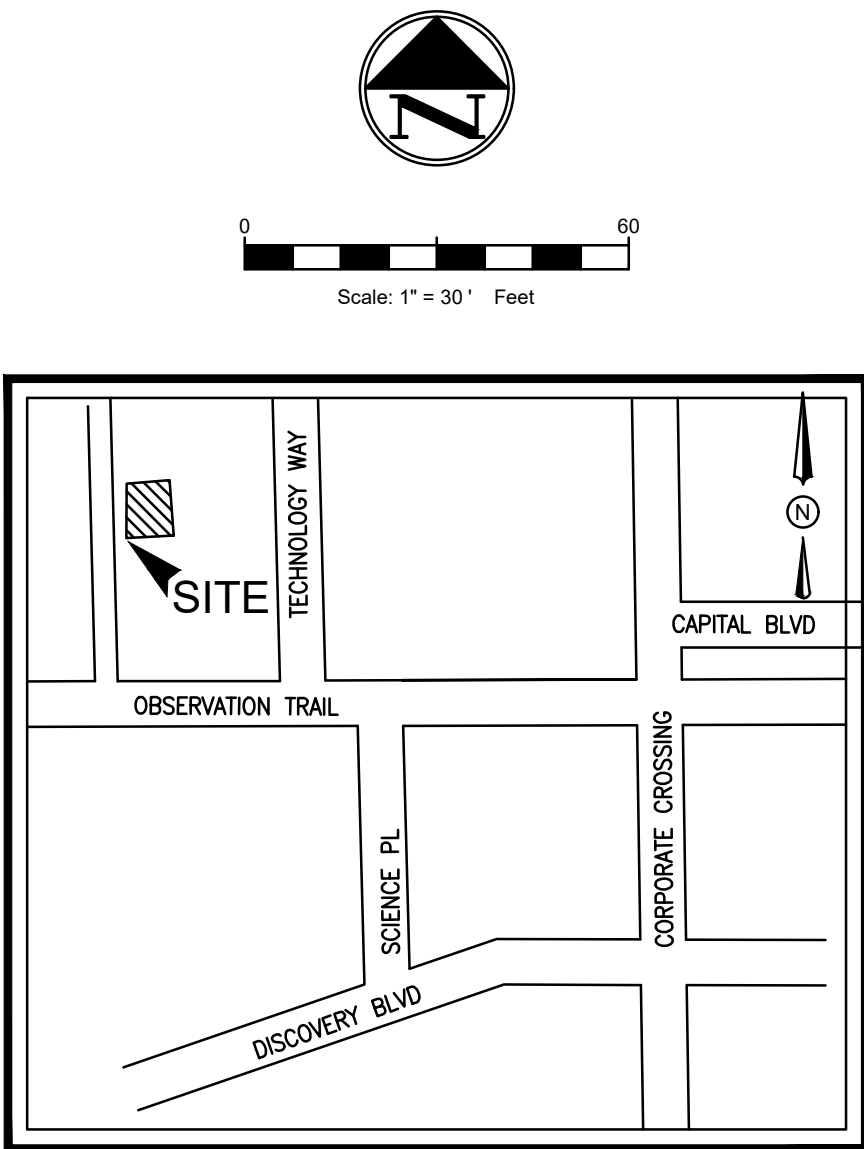 N
0 60
Scale: 1" = 30 ' Feet
TECHNOLOGY WAY
N
SITE
CAPITAL BLVD
OBSERVATION TRAIL
CORPORATE CROSSING
SCIENCE PL
DISCOVERY BLVD